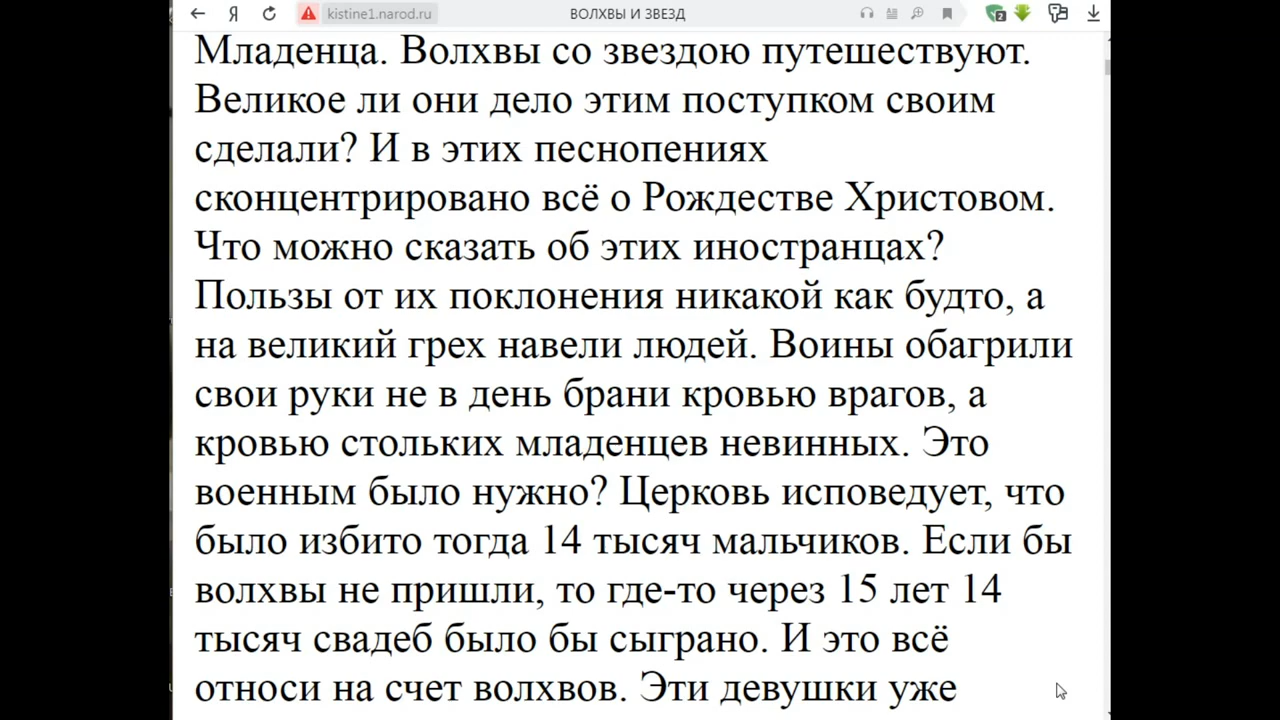 Я kistine1.narod.ru ВОЛХВЫ И ЗВЕЗД 2
Младенца. Волхвы со звездою путешествуют.
Великое ли они дело этим поступком своим
сделали? И в этих песнопениях
сконцентрировано всё о Рождестве Христовом.
Что можно сказать об этих иностранцах?
Пользы от их поклонения никакой как будто, а
на великий грех навели людей. Воины обагрили
свои руки не в день брани кровью врагов, а
кровью стольких младенцев невинных. Это
военным было нужно? Церковь исповедует, что
было избито тогда 14 тысяч мальчиков. Если бы
волхвы не пришли, то где-то через 15 лет 14
тысяч свадеб было бы сыграно. И это всё
относи на счет волхвов. Эти девушки уже